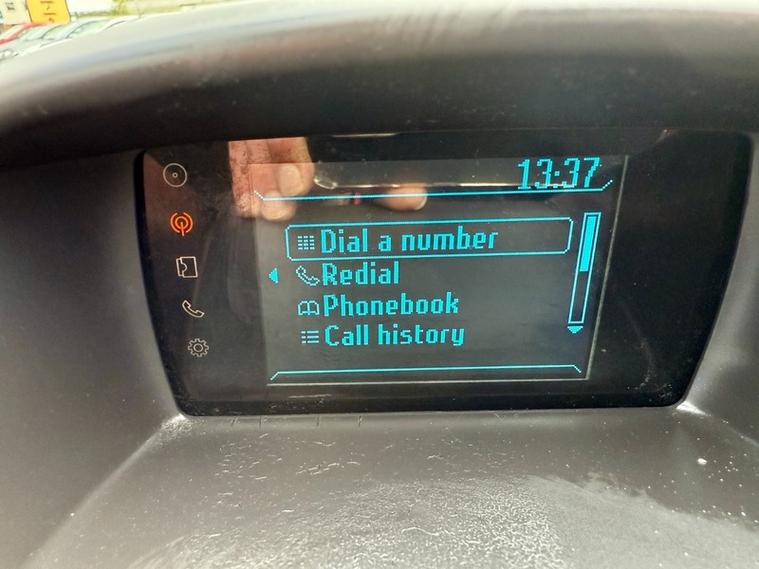 13:37
Dial a number
Redial
Phonebook
Call history